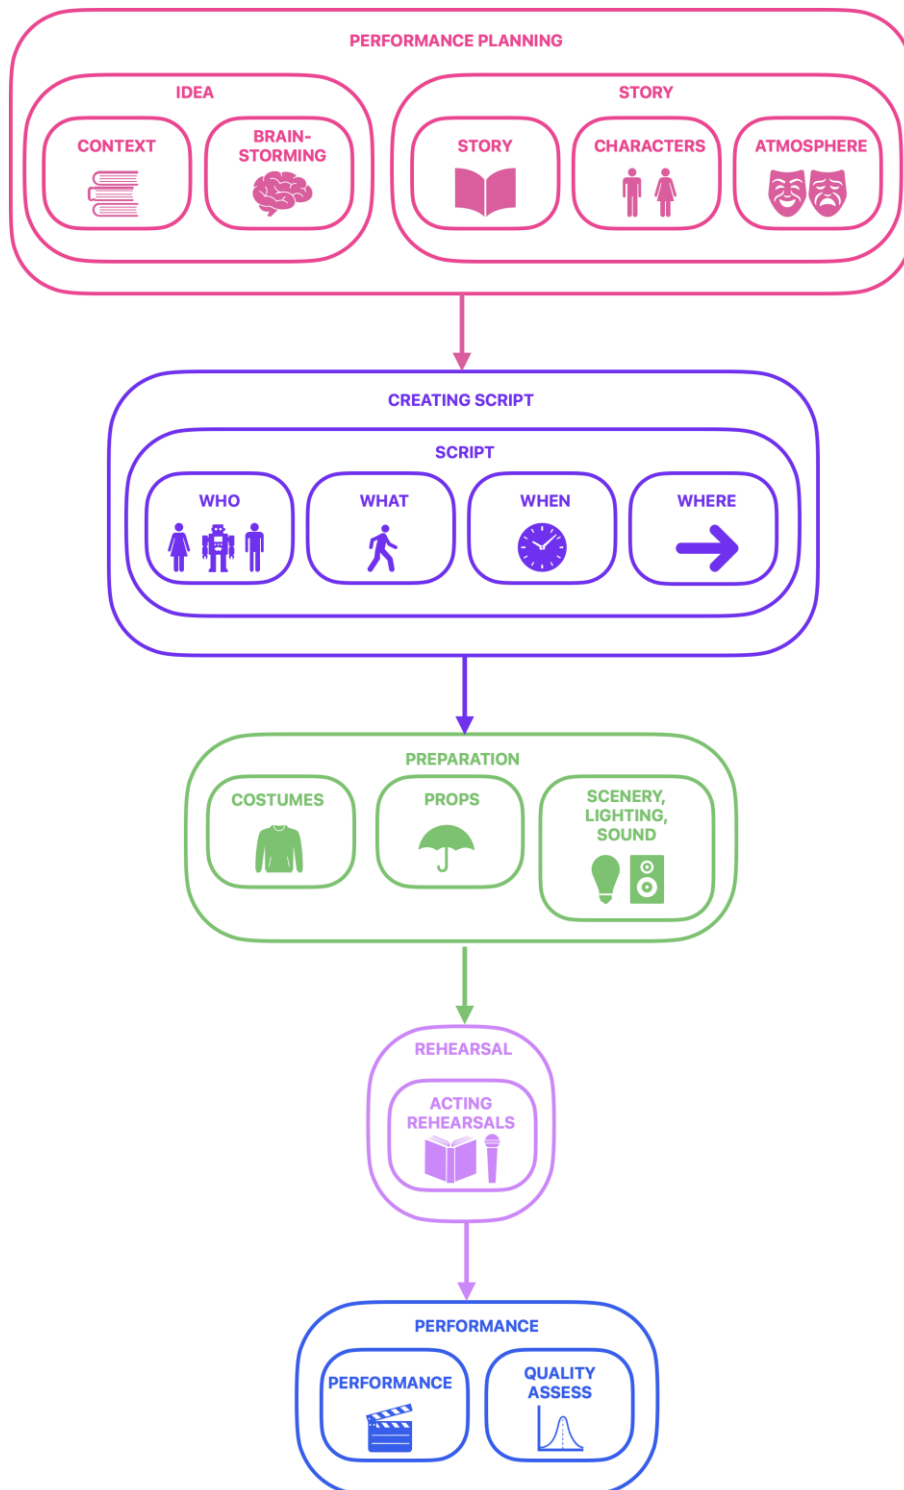 PERFORMANCE PLANNING
IDEA
CONTEXT
BRAIN-
STORMING
STORY
STORY
CHARACTERS
ATMOSPHERE
CREATING SCRIPT
SCRIPT
WHO
WHAT
WHEN
WHERE
PREPARATION
COSTUMES
PROPS
SCENERY,
LIGHTING,
SOUND
REHEARSAL
ACTING
REHEARSALS
PERFORMANCE
PERFORMANCE
QUALITY
ASSESS